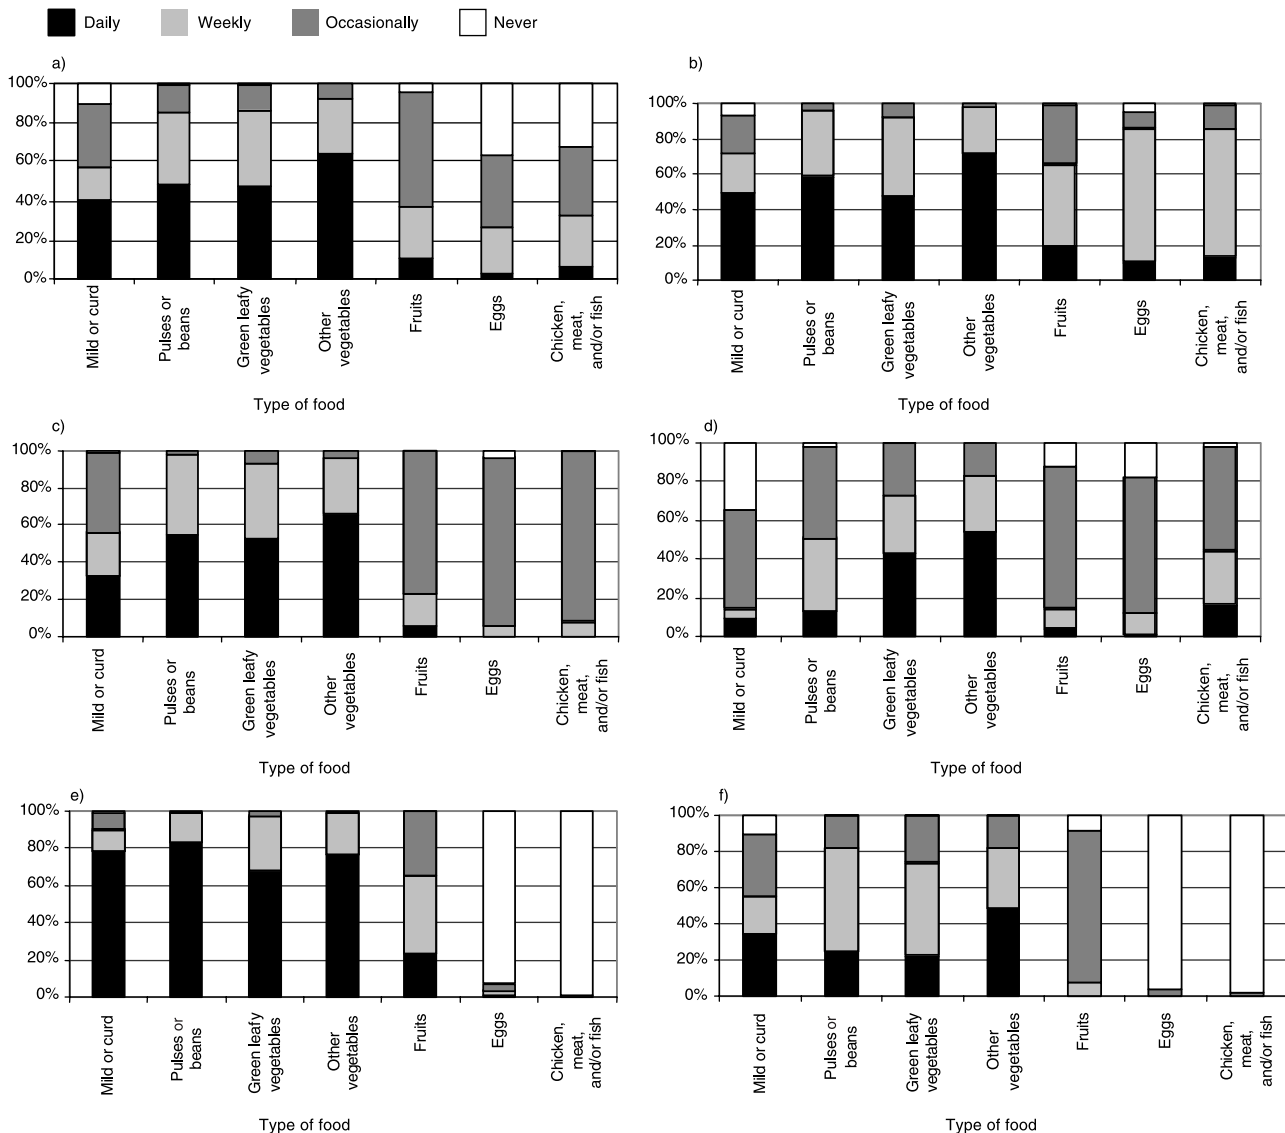 Daily Weekly Occasionally Never
a)
100%
80%
60%
40%
20%
0%
Mild or curd
Pulses or
beans
Green leafy
vegetables
Other
vegetables
Fruits
Eggs
Chicken,
meat,
and/or fish
Type of food
b)
100%
80%
60%
40%
20%
0%
Mild or curd
Pulses or
beans
Green leafy
vegetables
Other
vegetables
Fruits
Eggs
Chicken,
meat,
and/or fish
Type of food
c)
100%
80%
60%
40%
20%
0%
Mild or curd
Pulses or
beans
Green leafy
vegetables
Other
vegetables
Fruits
Eggs
Chicken,
meat,
and/or fish
Type of food
d)
100%
80%
60%
40%
20%
0%
Mild or curd
Pulses or
beans
Green leafy
vegetables
Other
vegetables
Fruits
Eggs
Chicken,
meat,
and/or fish
Type of food
e)
100%
80%
60%
40%
20%
0%
Mild or curd
Pulses or
beans
Green leafy
vegetables
Other
vegetables
Fruits
Eggs
Chicken,
meat,
and/or fish
Type of food
f)
100%
80%
60%
40%
20%
0%
Mild or curd
Pulses or
beans
Green leafy
vegetables
Other
vegetables
Fruits
Eggs
Chicken,
meat,
and/or fish
Type of food